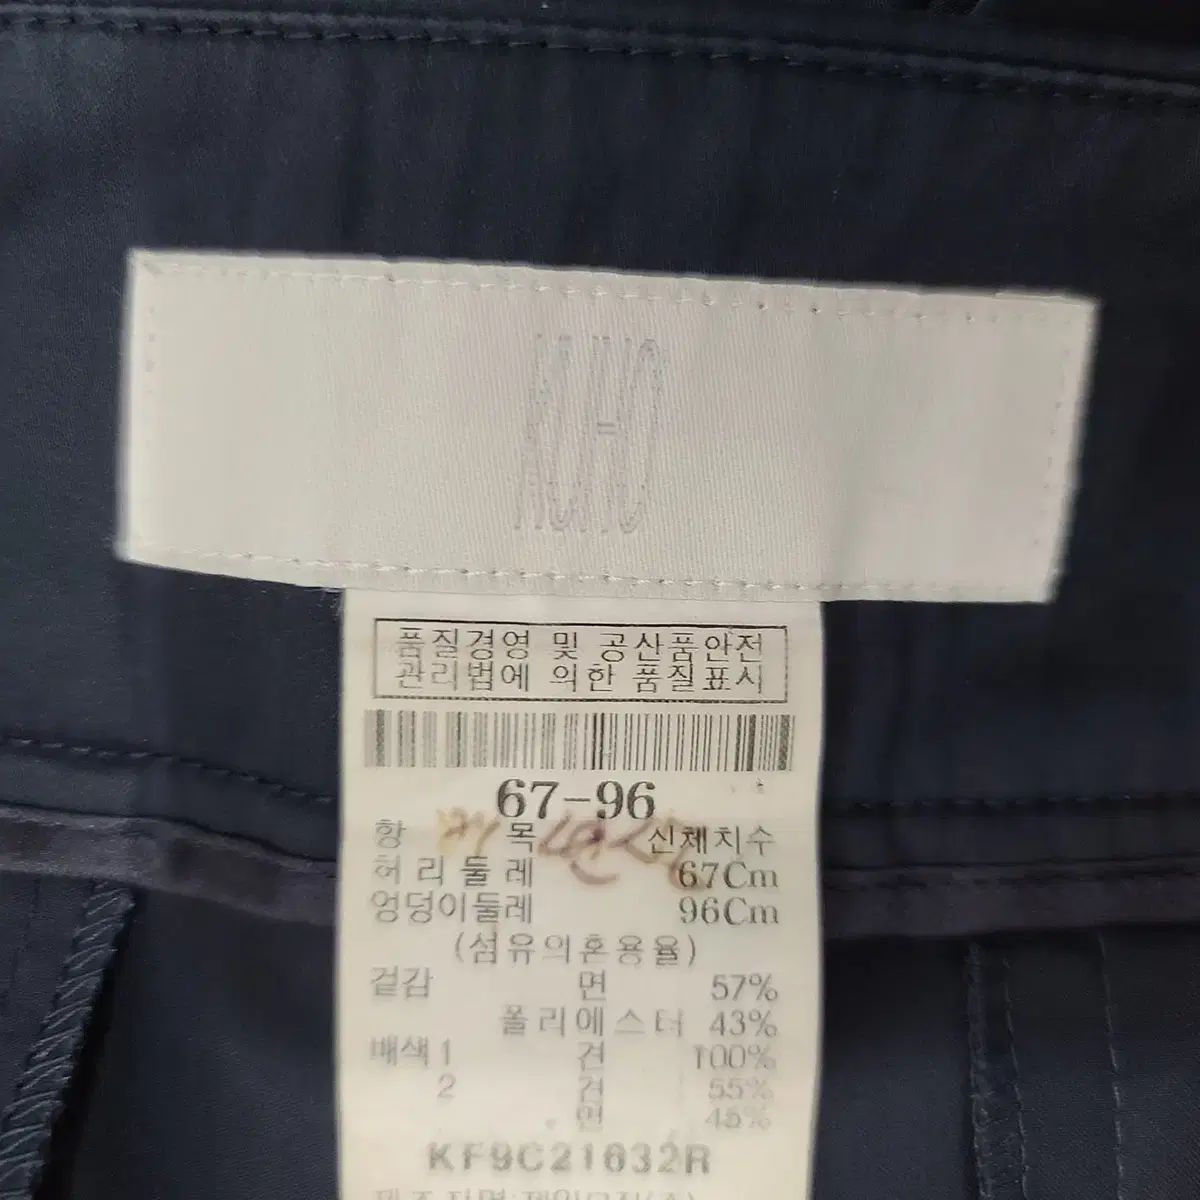 KUHO
품질경영 및 공산품안전
관리법에 의한 품질표시
67-96
항 목 신체치수
허리둘레 67Cm
엉덩이둘레 96Cm
(섬유의혼용율)
겉감 면 57%
폴리에스터 43%
배색1 견 100%
2 견 55%
면 45%
KF9C21632R